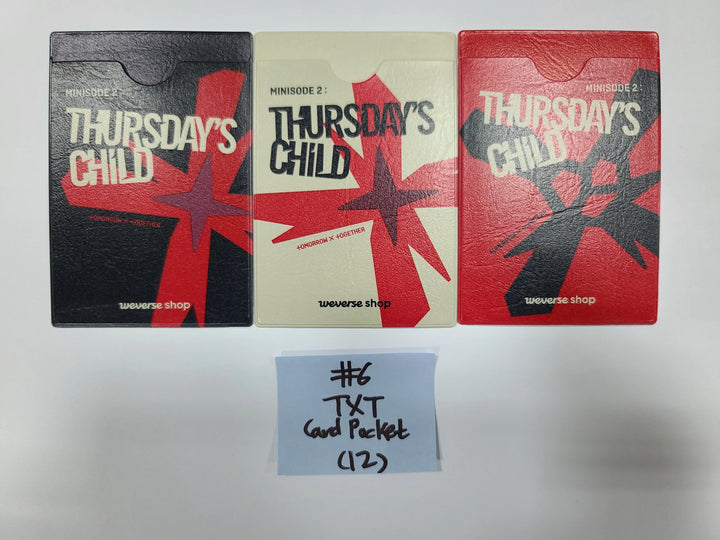 MINISODE 2 :
THURSDAY'S
CHILD
tOMORROW × tOGETHER
weverse shop
MINISODE 2 :
THURSDAY'S
CHILD
tOMORROW × tOGETHER
weverse shop
MINISODE 2 :
THURSDAY'S
CHILD
weverse shop
#6
TXT
Card Pocket
(12)